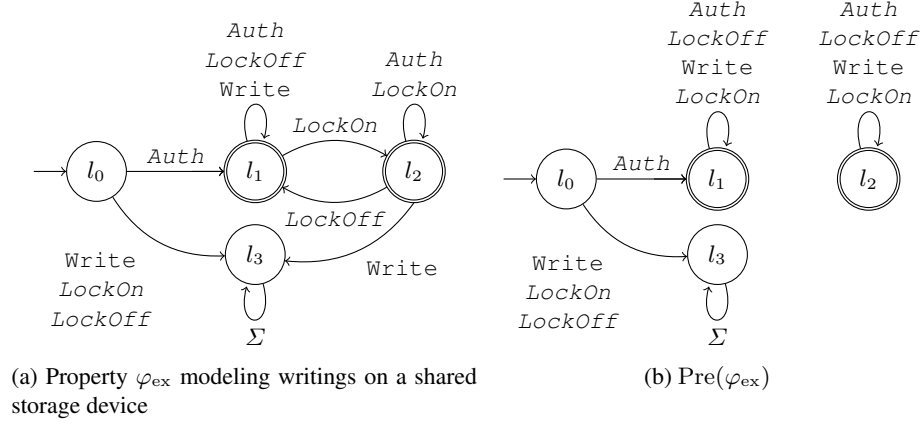 Auth
LockOff
Write
Auth
LockOn
LockOn
l0
Auth
l1
l2
LockOff
l3
Write
Write
LockOn
LockOff
Σ
(a) Property φex modeling writings on a shared
storage device
Auth
LockOff
Write
LockOn
Auth
LockOff
Write
LockOn
l0
Auth
l1
l2
l3
Write
LockOn
LockOff
Σ
(b) Pre(φex)